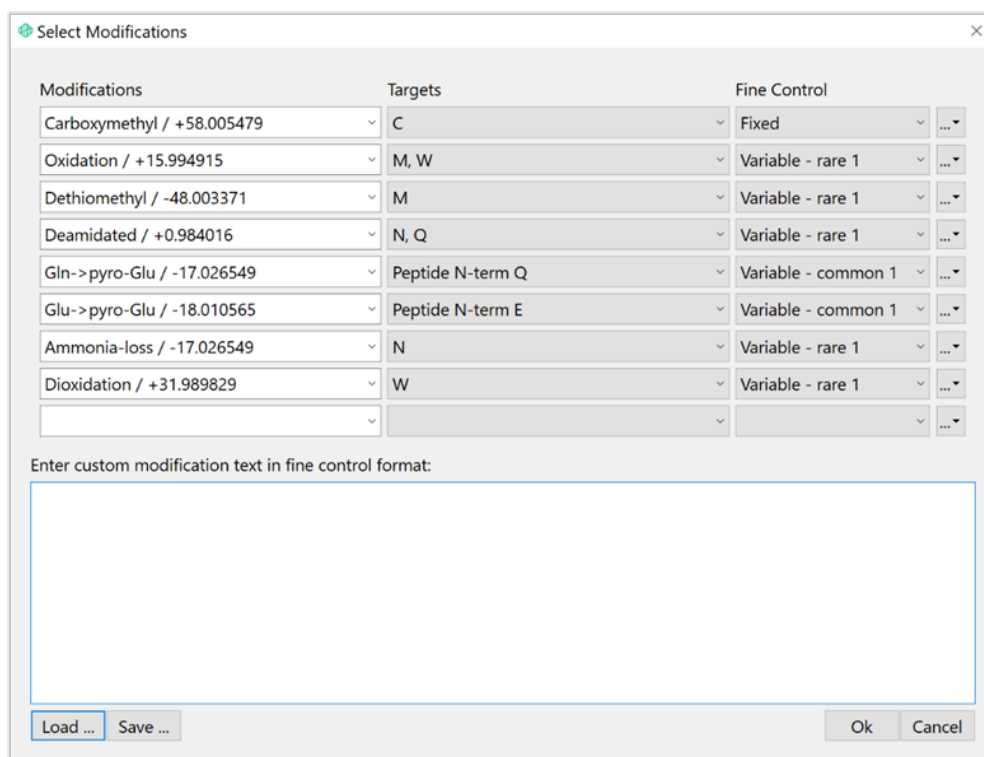 Select Modifications
Modifications Targets Fine Control
Carboxymethyl / +58.005479 C Fixed ...
Oxidation / +15.994915 M, W Variable - rare 1 ...
Dethiomethyl / -48.003371 M Variable - rare 1 ...
Deamidated / +0.984016 N, Q Variable - rare 1 ...
Gln->pyro-Glu / -17.026549 Peptide N-term Q Variable - common 1 ...
Glu->pyro-Glu / -18.010565 Peptide N-term E Variable - common 1 ...
Ammonia-loss / -17.026549 N Variable - rare 1 ...
Dioxidation / +31.989829 W Variable - rare 1 ...
...
Enter custom modification text in fine control format:
Load ... Save ... Ok Cancel